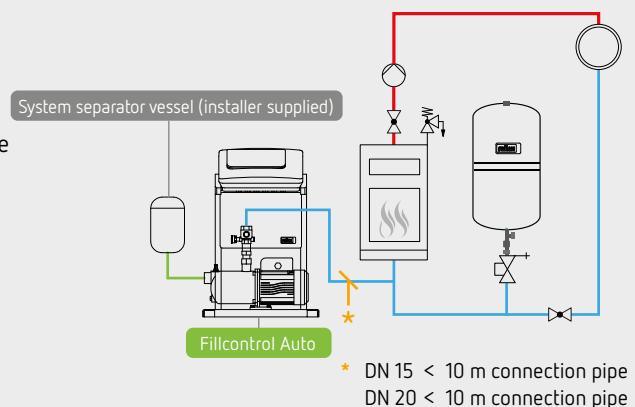 System separator vessel (installer supplied)
e
Fillcontrol Auto
* DN 15 < 10 m connection pipe
DN 20 < 10 m connection pipe
*